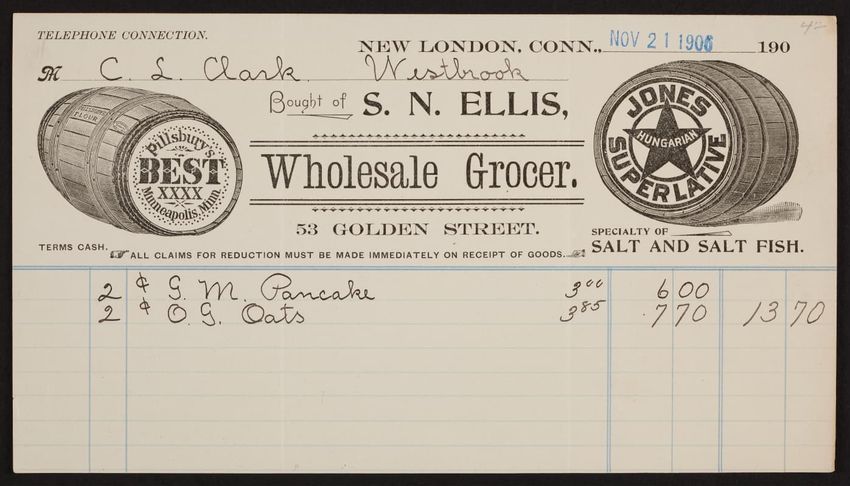 4-
TELEPHONE CONNECTION.
NEW LONDON, CONN., NOV 21 1906 190
M C. L. Clark. Westbrook
Bought of S. N. ELLIS,
Wholesale Grocer.
53 GOLDEN STREET.
PILLSBURY'S FLOUR
Pillsbury's
BEST
XXXX
Minneapolis, Minn.
JONES
HUNGARIAN
SUPERLATIVE
SPECIALTY OF
SALT AND SALT FISH.
TERMS CASH.
ALL CLAIMS FOR REDUCTION MUST BE MADE IMMEDIATELY ON RECEIPT OF GOODS.
2 ¢ G. M. Pancake 3 00 6 00
2 ¢ O. G. Oats 3 85 7 70 13 70